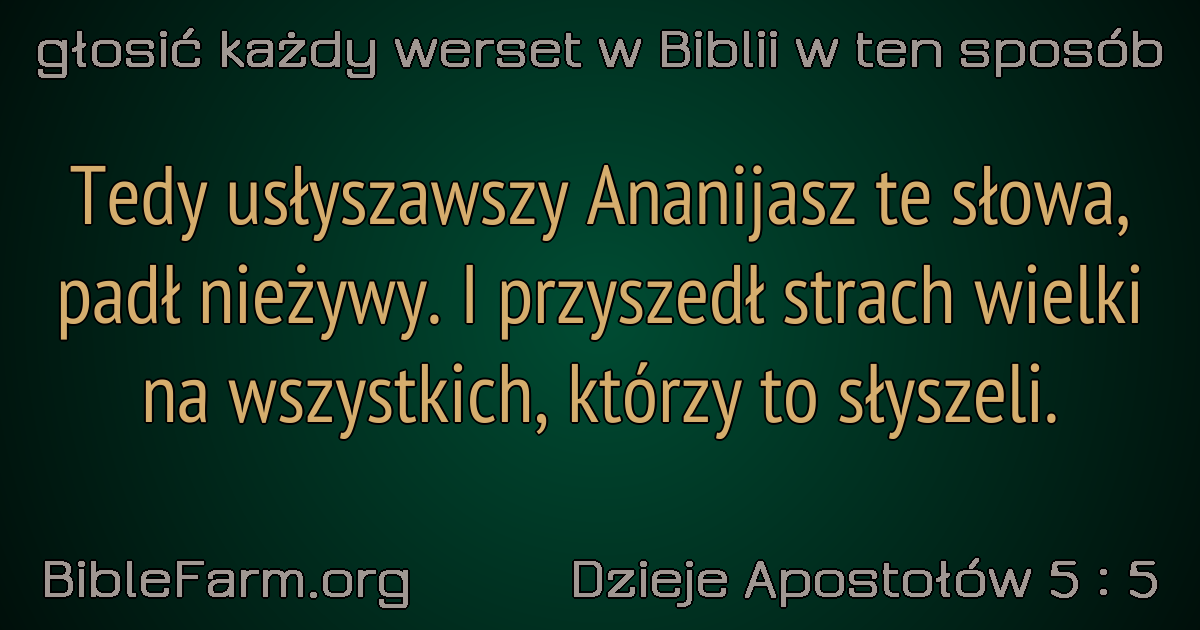 głosić każdy werset w Biblii w ten sposób
Tedy usłyszawszy Ananijasz te słowa,
padł nieżywy. I przyszedł strach wielki
na wszystkich, którzy to słyszeli.
BibleFarm.org
Dzieje Apostołów 5 : 5